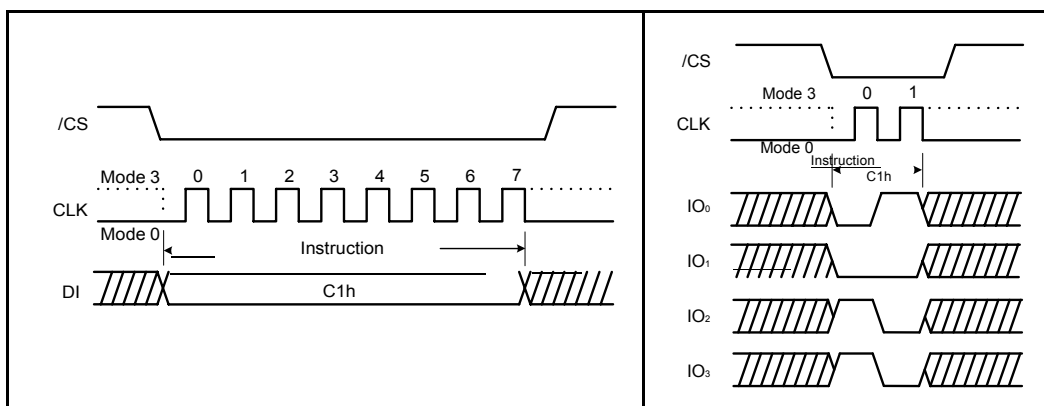 /CS
Mode 3 0 1 2 3 4 5 6 7
CLK
Mode 0
Instruction
DI
C1h
/CS
Mode 3 0 1
CLK
Mode 0
Instruction
C1h
IO₀
IO₁
IO₂
IO₃